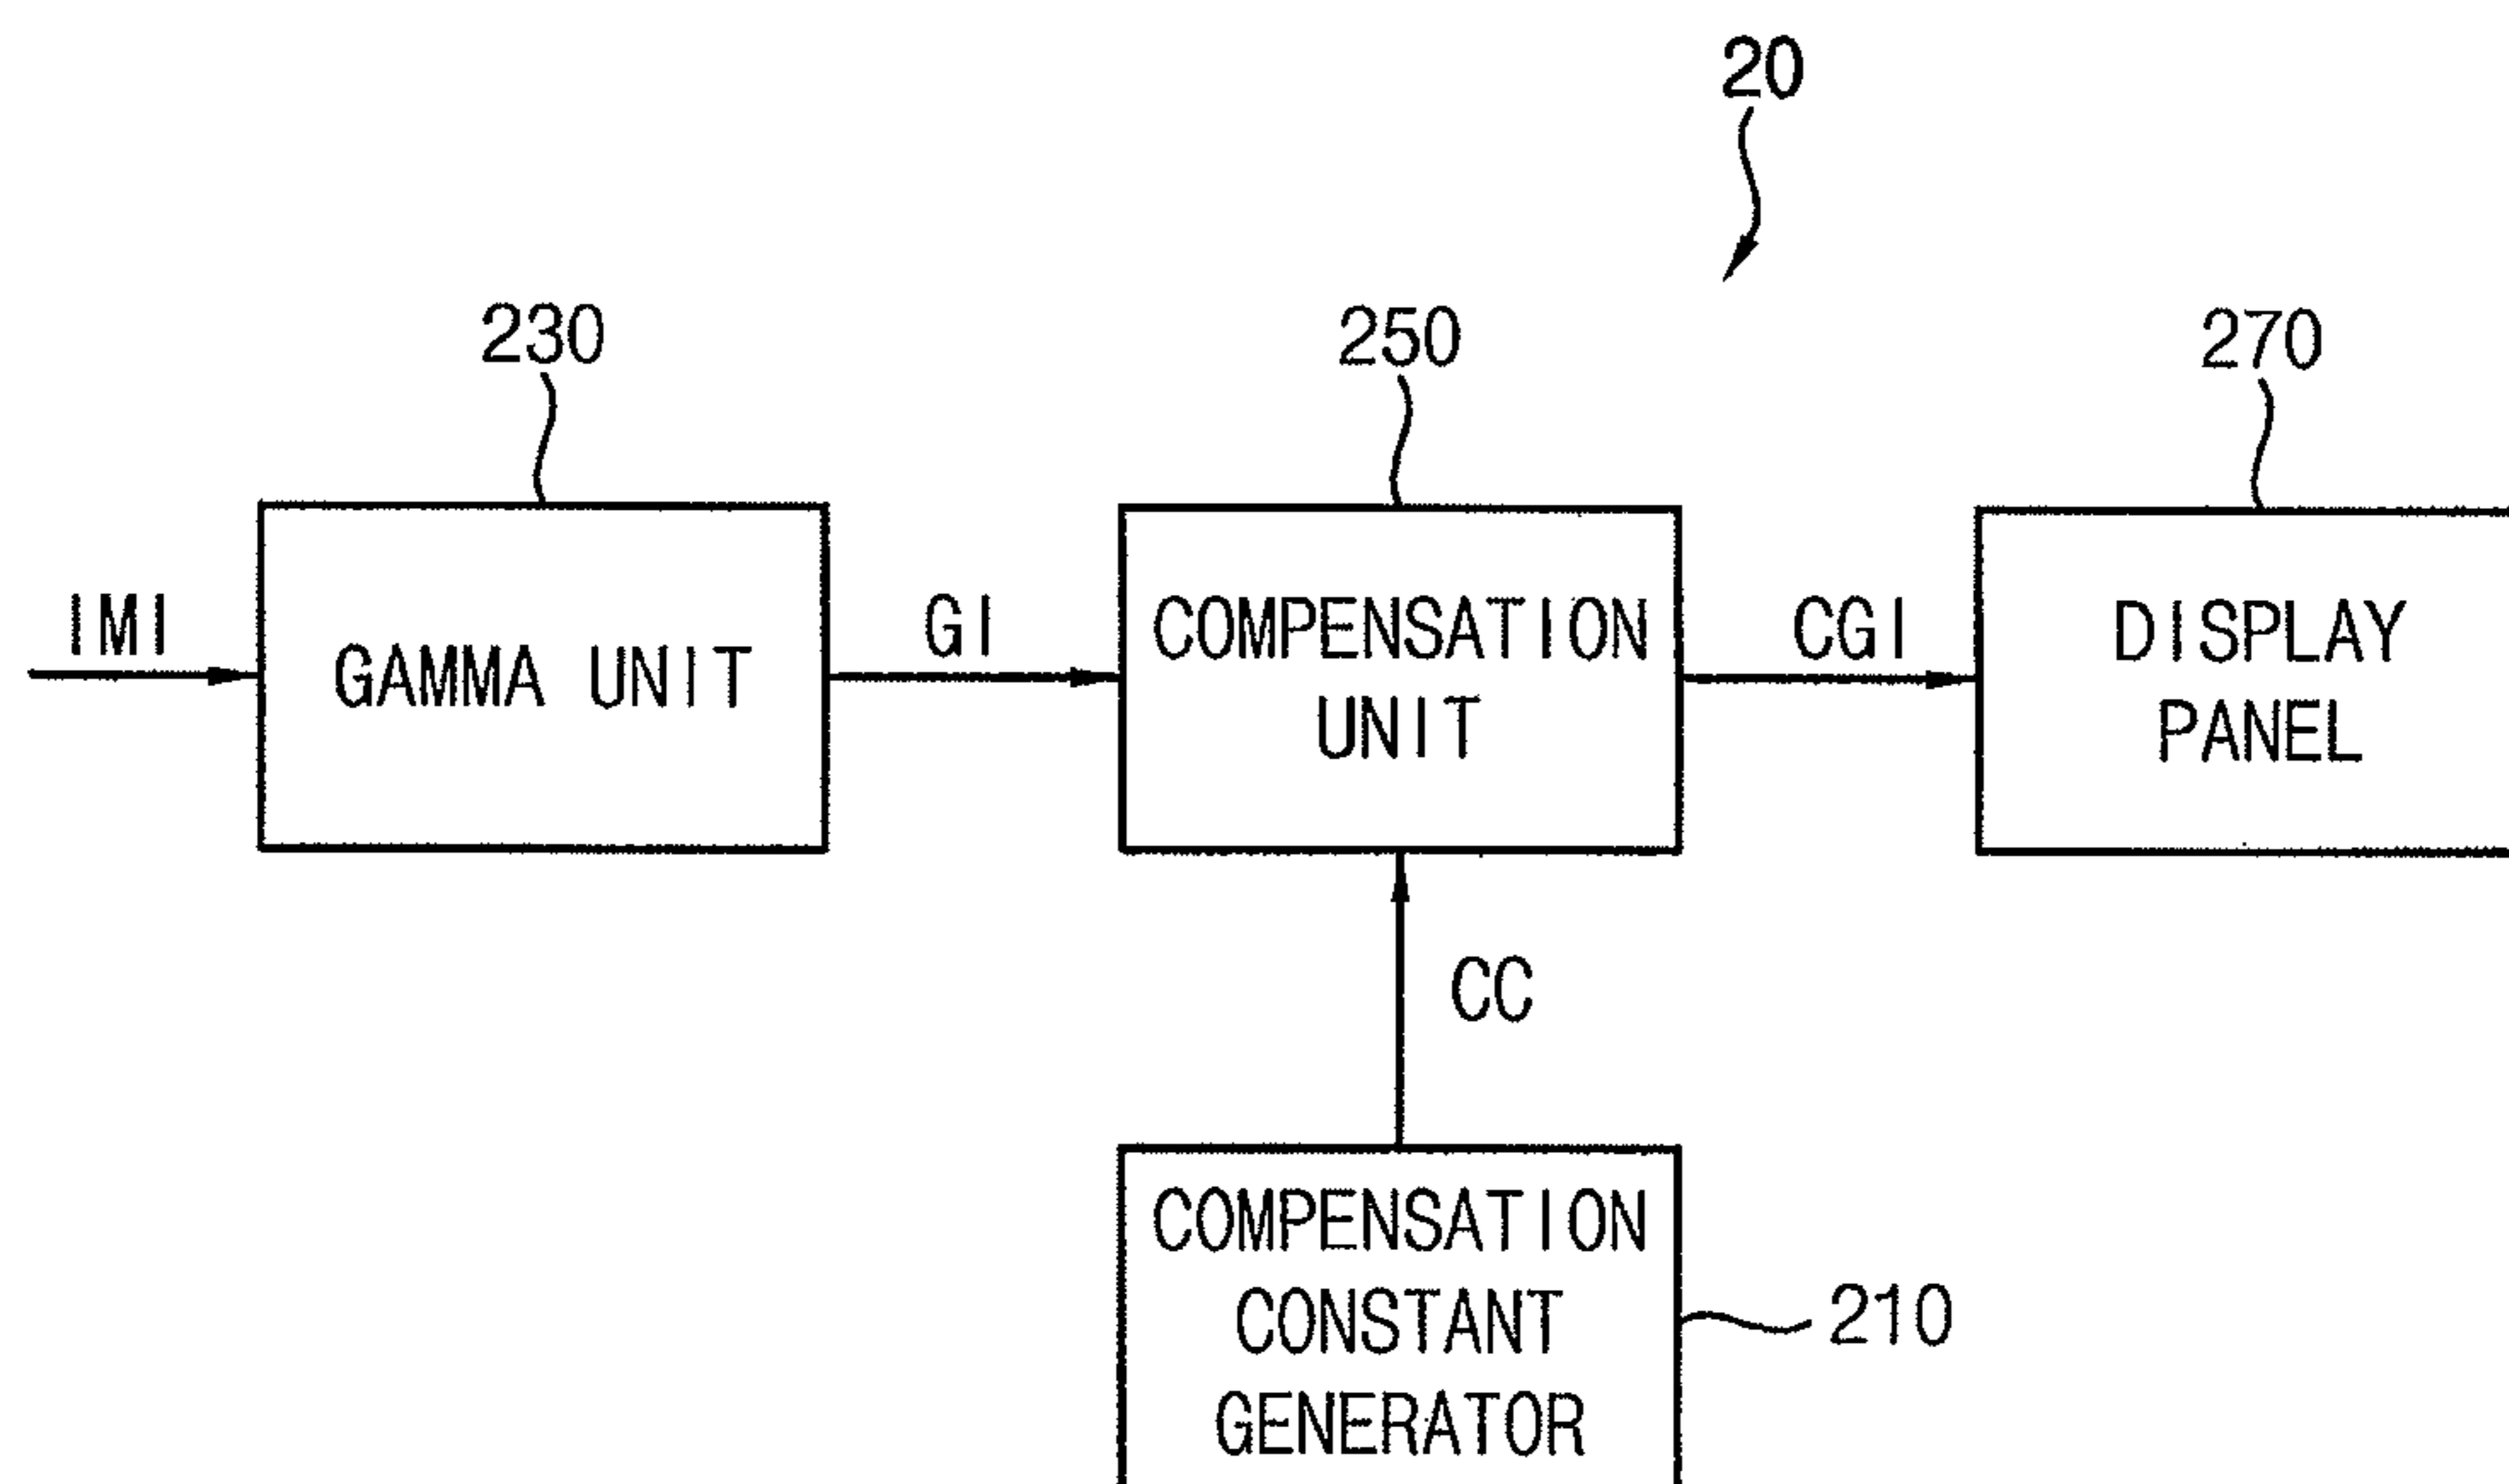 20
230
250
270
IMI
GAMMA UNIT
GI
COMPENSATION
UNIT
CGI
DISPLAY
PANEL
CC
COMPENSATION
CONSTANT
GENERATOR
210